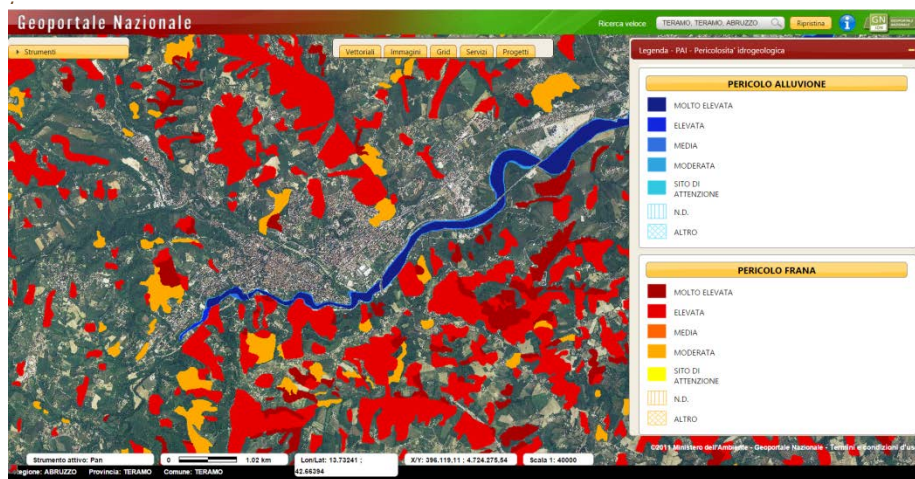 Geoportale Nazionale
Ricerca veloce
TERAMO; TERAMO; ABRUZZO
Ripristina
GN
Strumenti
Vettoriali
Immagini
Grid
Servizi
Progetti
Legenda - PAI - Pericolosita' idrogeologica
PERICOLO ALLUVIONE
MOLTO ELEVATA
ELEVATA
MEDIA
MODERATA
SITO DI
ATTENZIONE
N.D.
ALTRO
PERICOLO FRANA
MOLTO ELEVATA
ELEVATA
MEDIA
MODERATA
SITO DI
ATTENZIONE
N.D.
ALTRO
©2011 Ministero dell'Ambiente - Geoportale Nazionale - Termini e condizioni d'us
Strumento attivo: Pan
0 1.02 km
Lon/Lat: 13.73241 ;
42.66394
X/Y: 396.119,11 ; 4.724.275,54
Scala 1: 40000
egione: ABRUZZO Provincia: TERAMO Comune: TERAMO